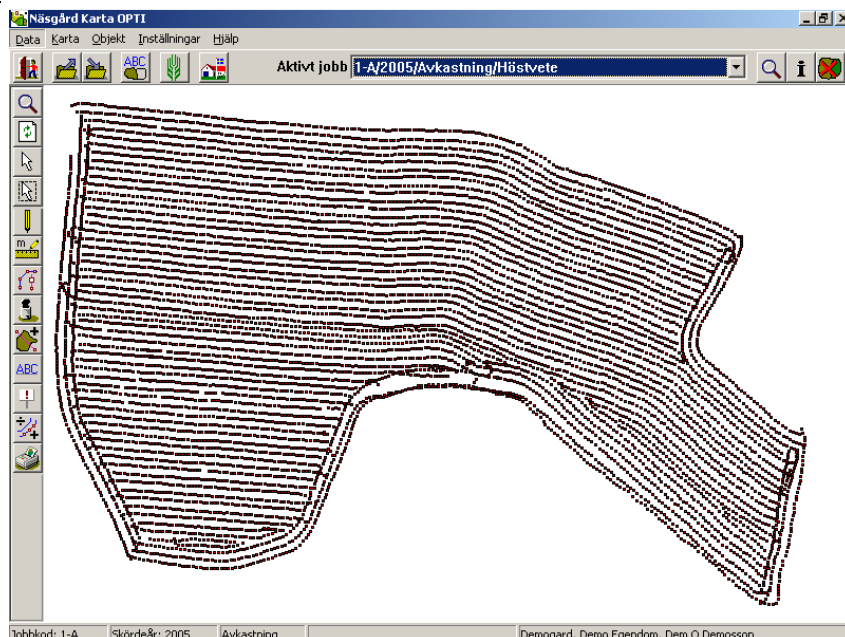 Näsgård Karta OPTI
Data Karta Objekt Inställningar Hjälp
ABC
Aktivt jobb 1-A/2005/Avkastning/Höstvete
i
m
ABC
Jobbkod: 1-A Skördeår: 2005 Avkastning Demogard, Demo Egendom, Dem O Demosson